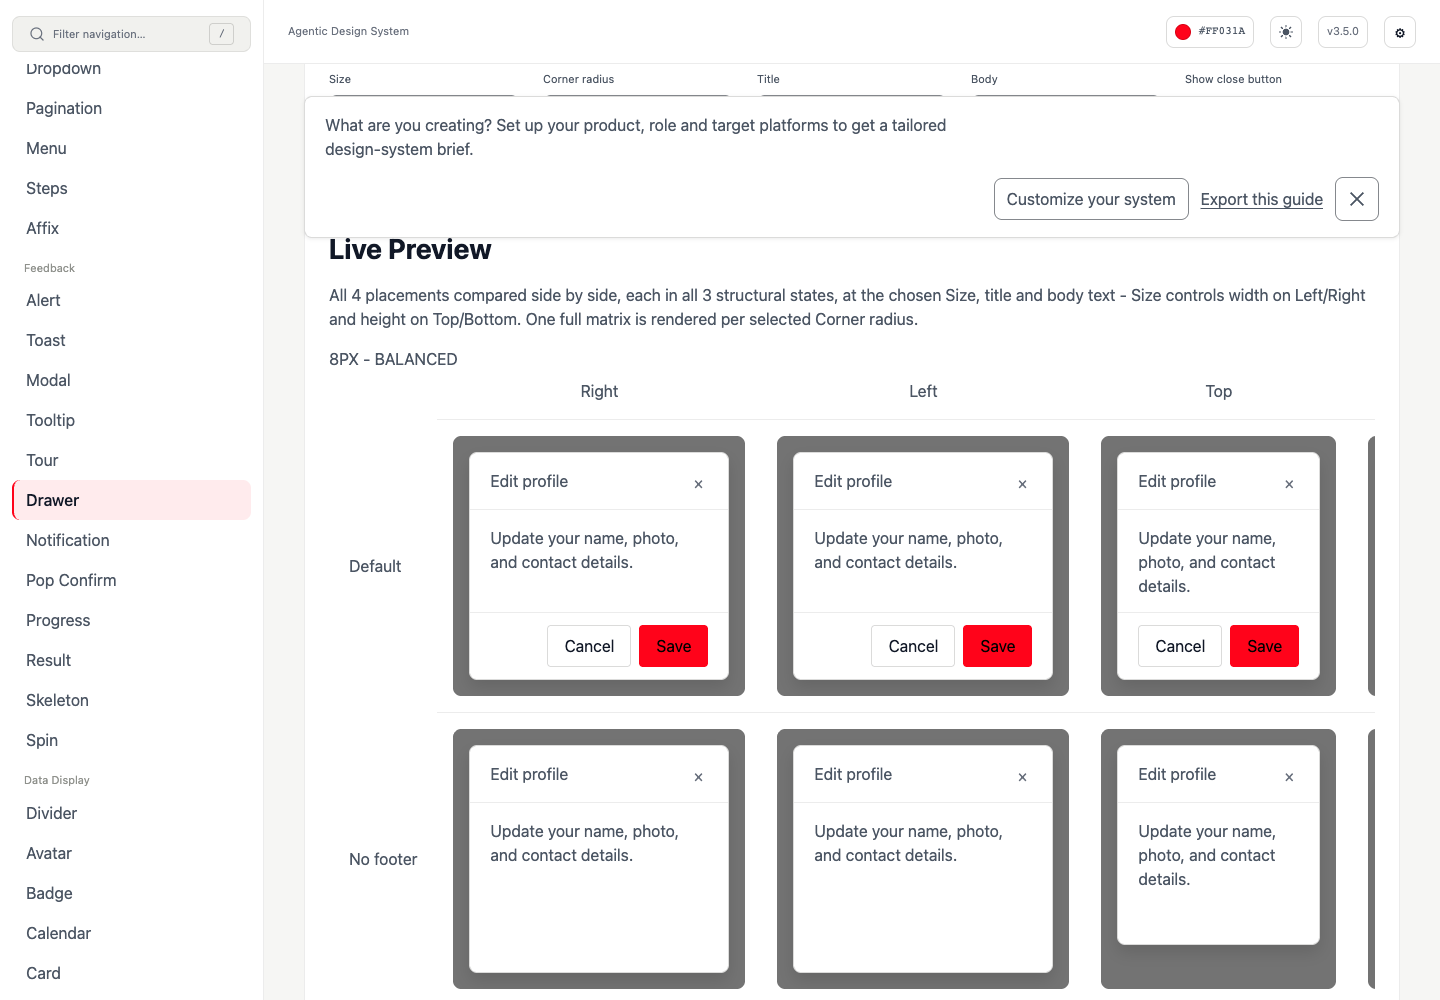 Filter navigation...
/
Dropdown
Pagination
Menu
Steps
Affix
Feedback
Alert
Toast
Modal
Tooltip
Tour
Drawer
Notification
Pop Confirm
Progress
Result
Skeleton
Spin
Data Display
Divider
Avatar
Badge
Calendar
Card
Agentic Design System
#FF031A
v3.5.0
Size
Corner radius
Title
Body
Show close button
What are you creating? Set up your product, role and target platforms to get a tailored
design-system brief.
Customize your system
Export this guide
Live Preview
All 4 placements compared side by side, each in all 3 structural states, at the chosen Size, title and body text - Size controls width on Left/Right
and height on Top/Bottom. One full matrix is rendered per selected Corner radius.
8PX - BALANCED
Right
Left
Top
Default
Edit profile
×
Update your name, photo,
and contact details.
Cancel
Save
Edit profile
×
Update your name, photo,
and contact details.
Cancel
Save
Edit profile
×
Update your name,
photo, and contact
details.
Cancel
Save
No footer
Edit profile
×
Update your name, photo,
and contact details.
Edit profile
×
Update your name, photo,
and contact details.
Edit profile
×
Update your name,
photo, and contact
details.